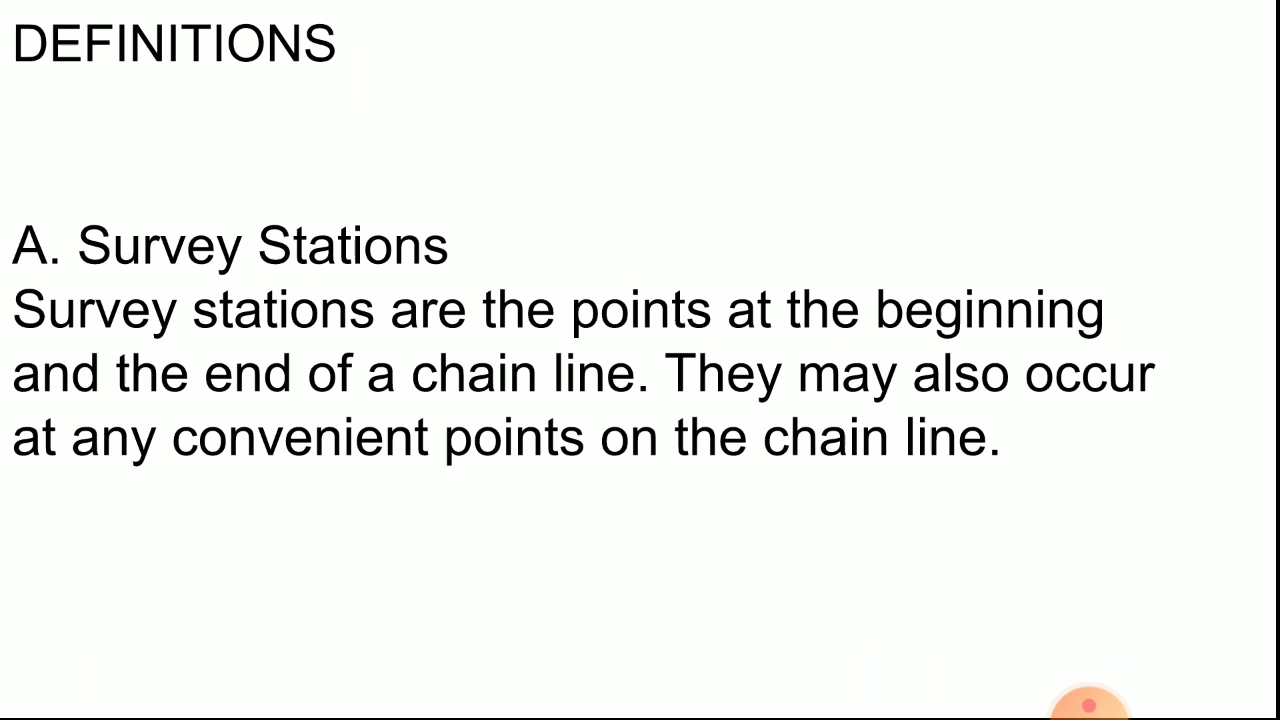 DEFINITIONS
A. Survey Stations
Survey stations are the points at the beginning
and the end of a chain line. They may also occur
at any convenient points on the chain line.